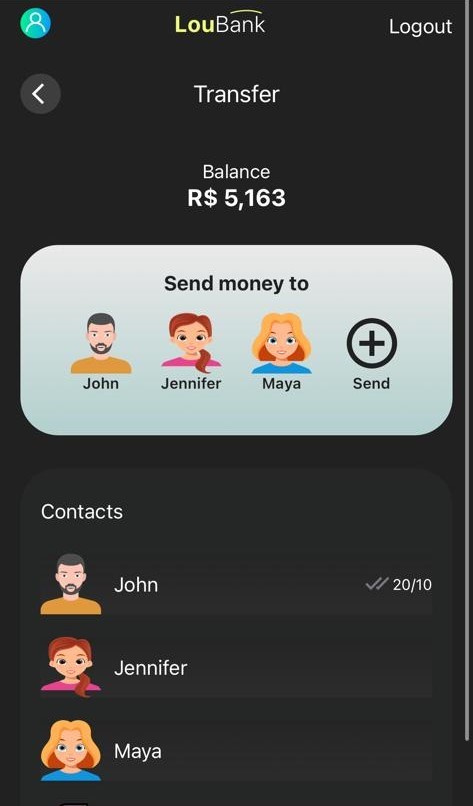 LouBank
Logout
Transfer
Balance
R$ 5,163
Send money to
John Jennifer Maya Send
Contacts
John 20/10
Jennifer
Maya